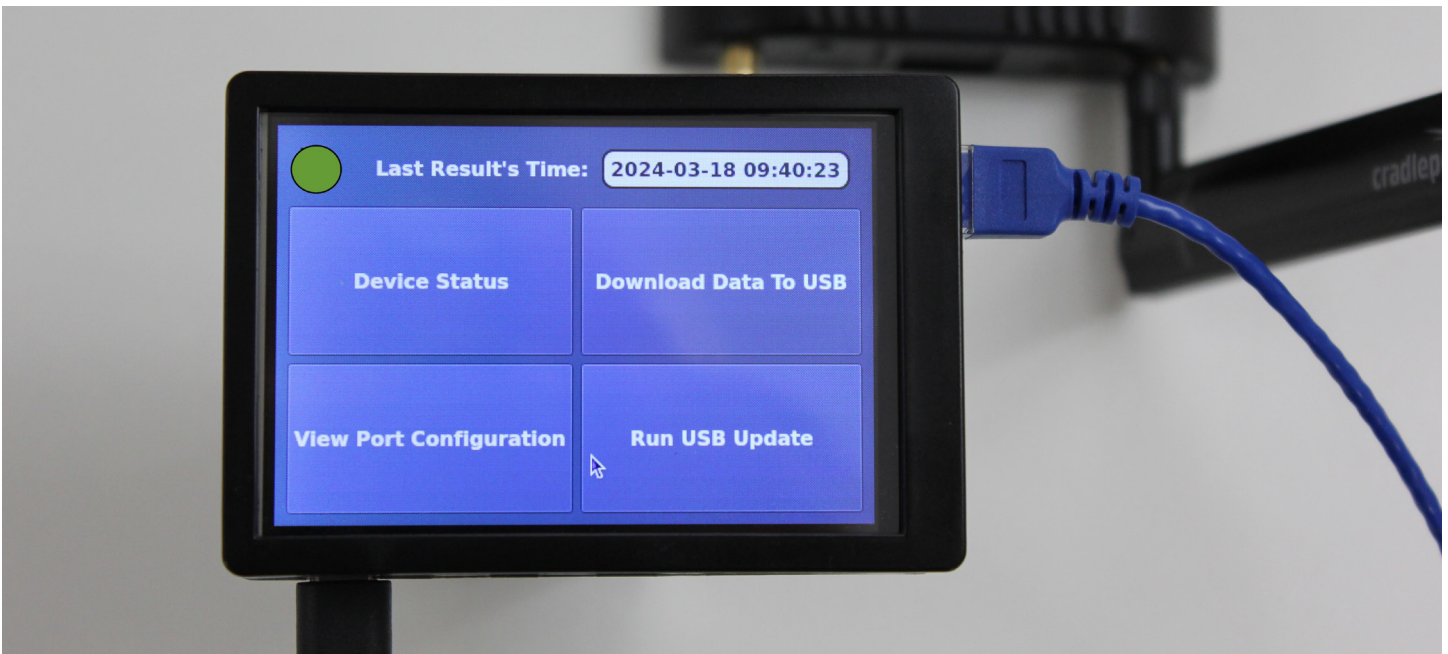 Last Result's Time: 2024-03-18 09:40:23
Device Status
Download Data To USB
View Port Configuration
Run USB Update